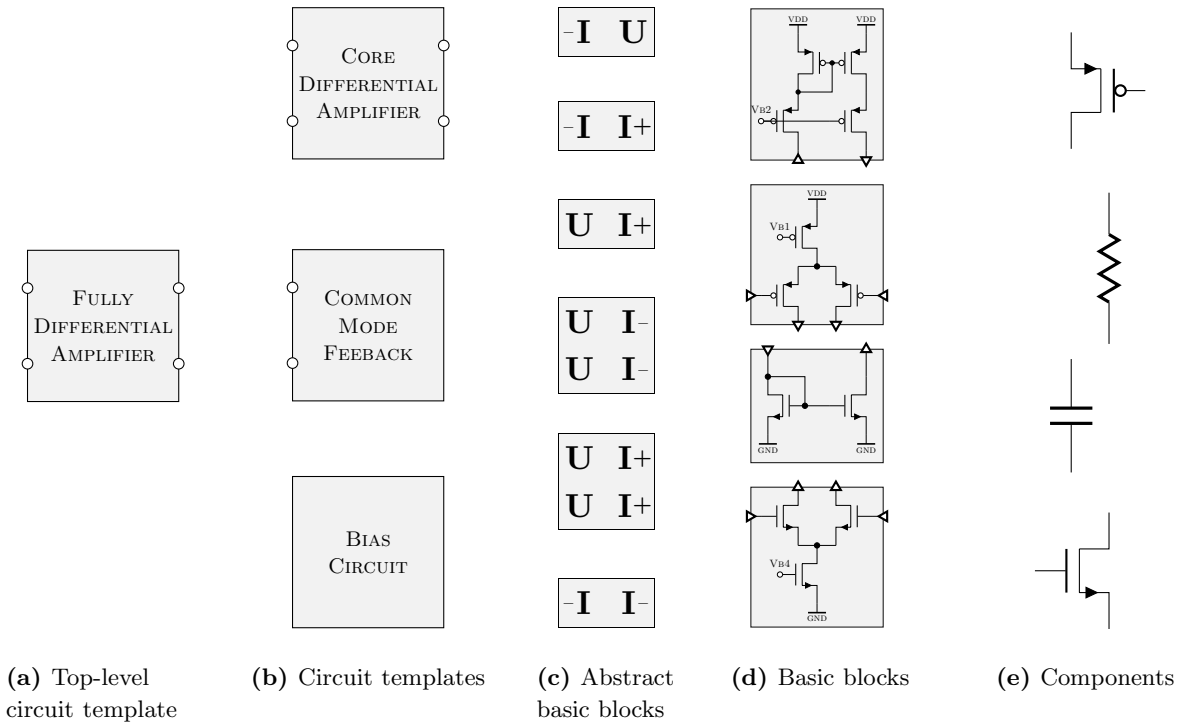 FULLY
DIFFERENTIAL
AMPLIFIER
(a) Top-level
circuit template
CORE
DIFFERENTIAL
AMPLIFIER
COMMON
MODE
FEEBACK
BIAS
CIRCUIT
(b) Circuit templates
-I U
-I I+
U I+
U I-
U I-
U I+
U I+
-I I-
(c) Abstract
basic blocks
VDD VDD
VB2
VDD
VB1
GND GND
VB4
GND
(d) Basic blocks
(e) Components